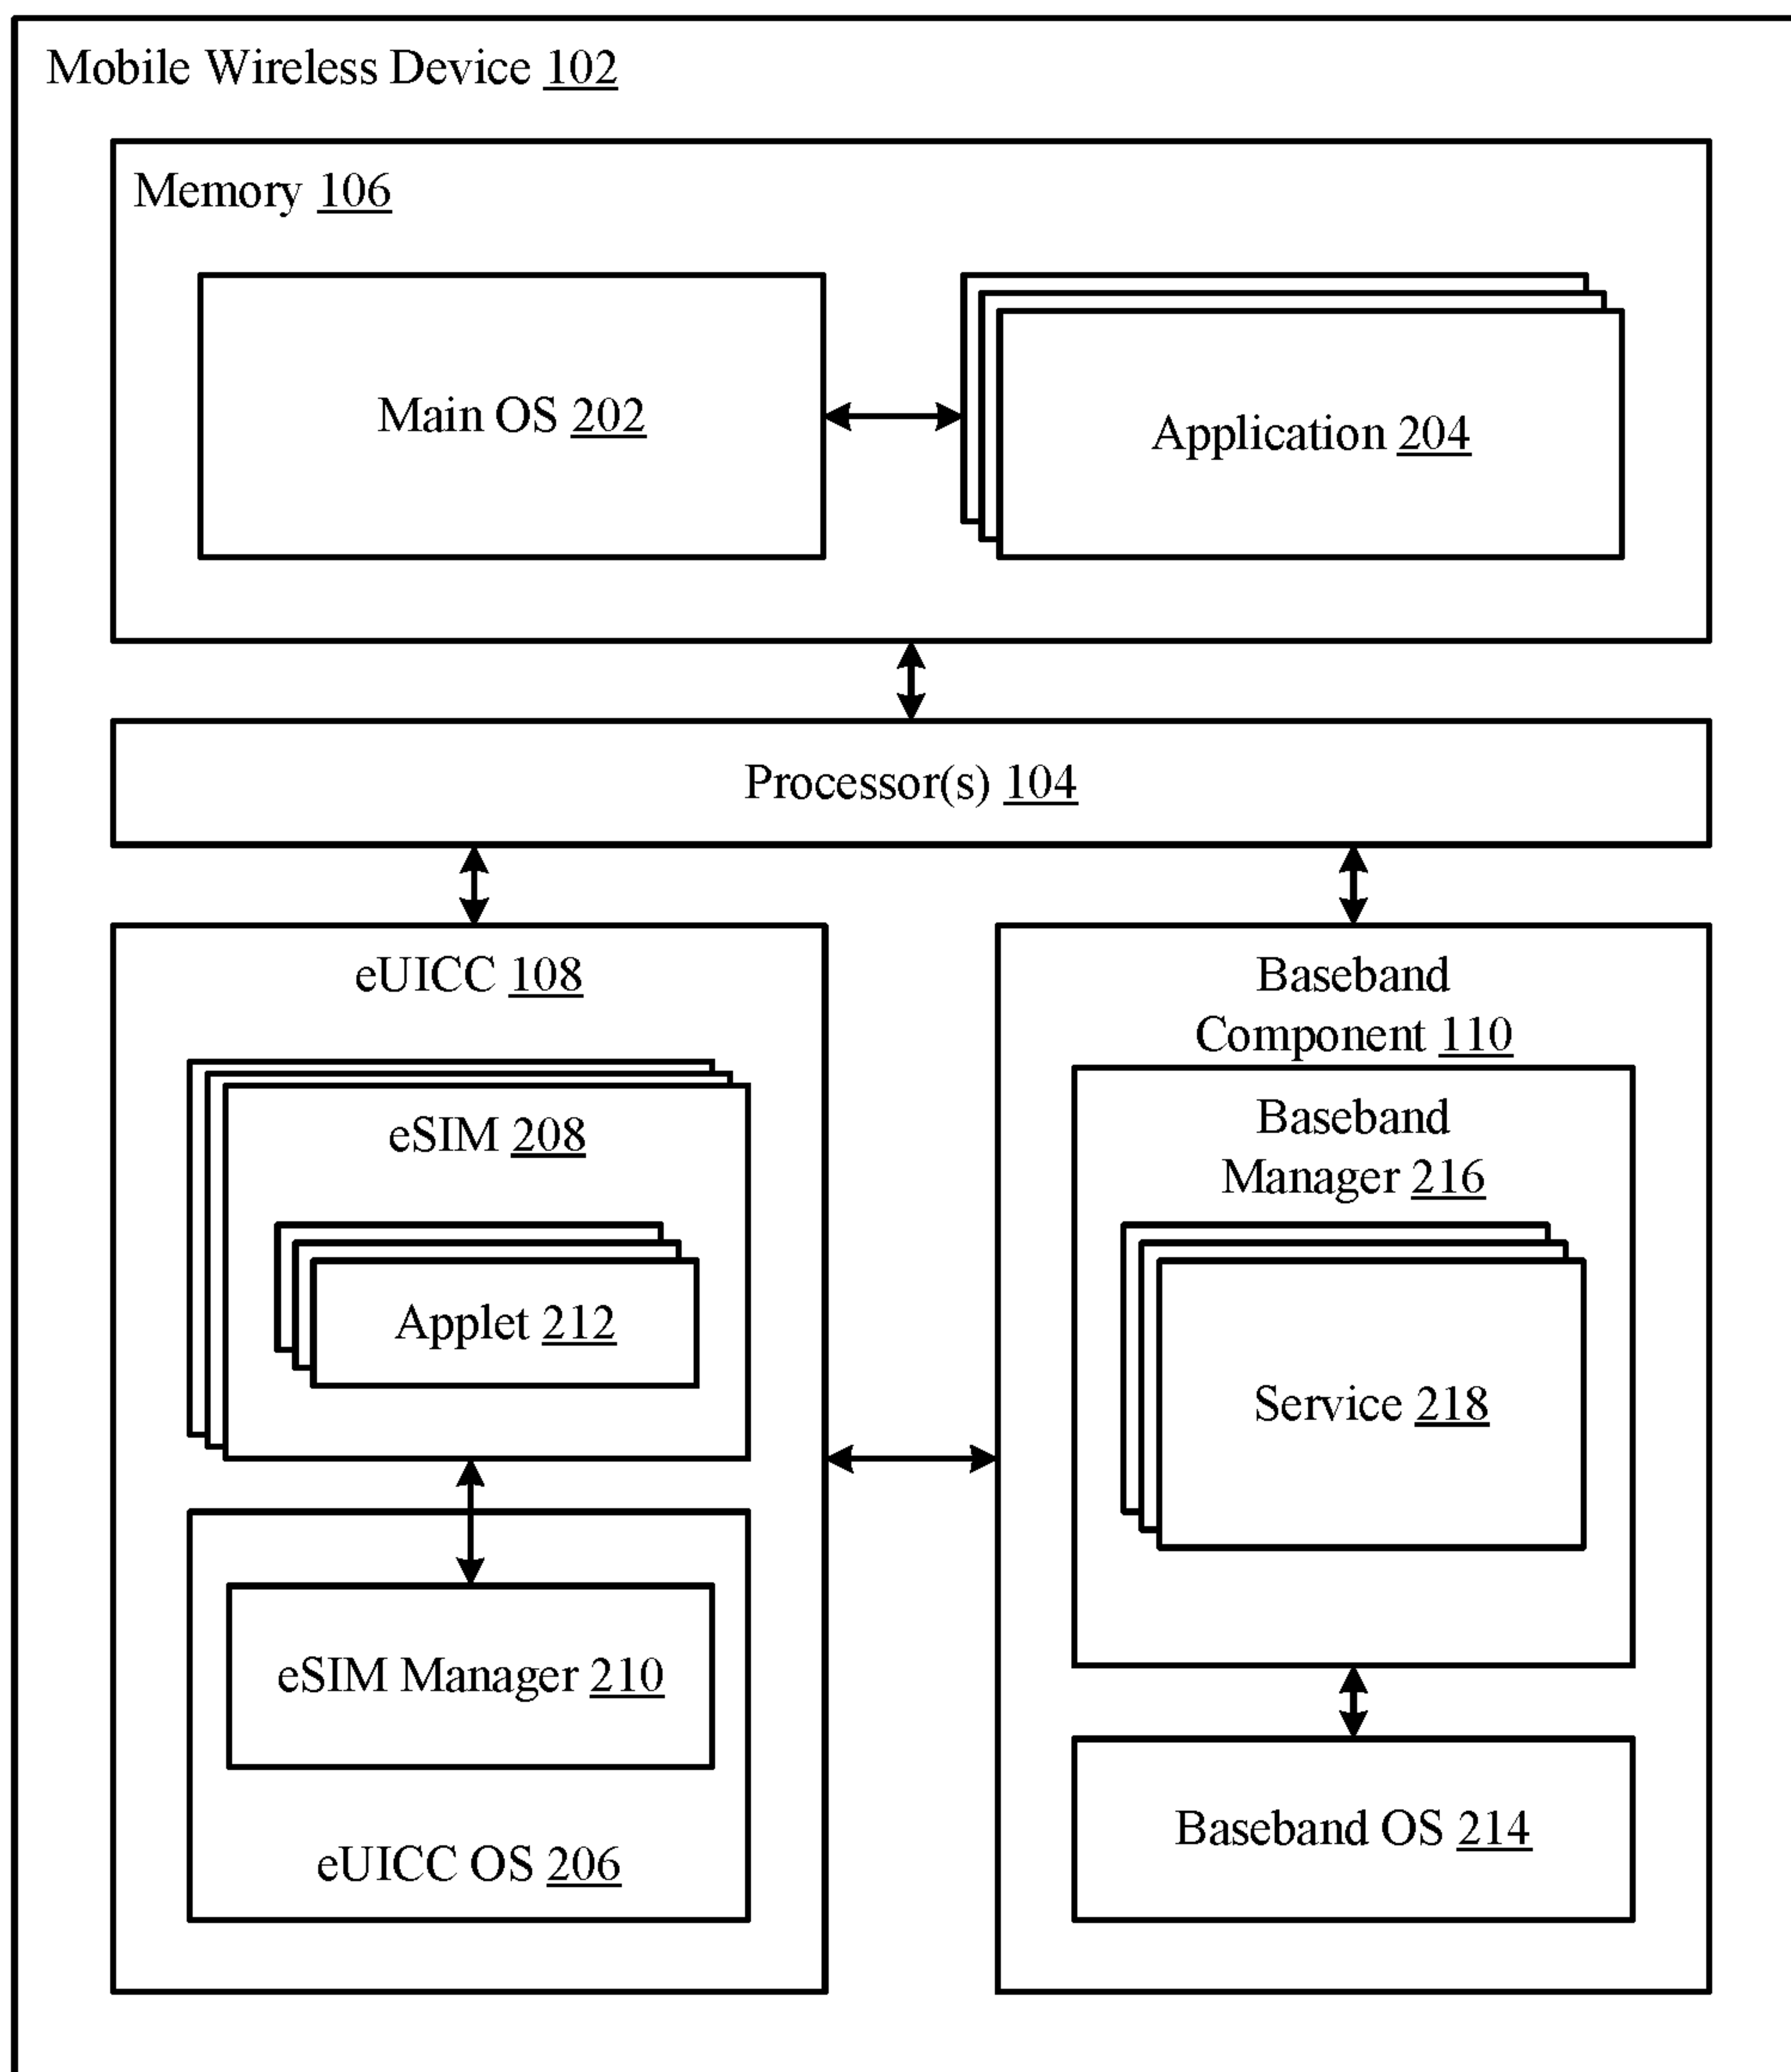 Mobile Wireless Device 102
Memory 106
Main OS 202
Application 204
Processor(s) 104
eUICC 108
eSIM 208
Applet 212
eSIM Manager 210
eUICC OS 206
Baseband
Component 110
Baseband
Manager 216
Service 218
Baseband OS 214